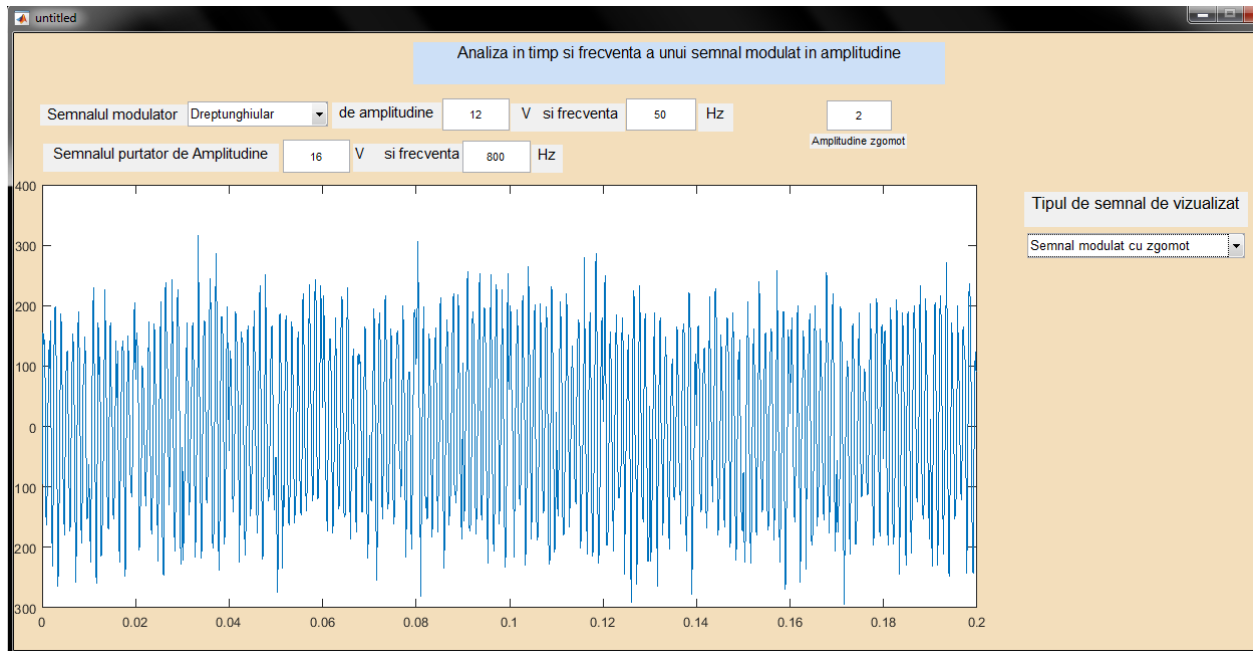 untitled
Analiza in timp si frecventa a unui semnal modulat in amplitudine
Semnalul modulator Dreptunghiular de amplitudine 12 V si frecventa 50 Hz 2
Amplitudine zgomot
Semnalul purtator de Amplitudine 16 V si frecventa 800 Hz
Tipul de semnal de vizualizat
Semnal modulat cu zgomot
400
300
200
100
0
100
200
300
0 0.02 0.04 0.06 0.08 0.1 0.12 0.14 0.16 0.18 0.2